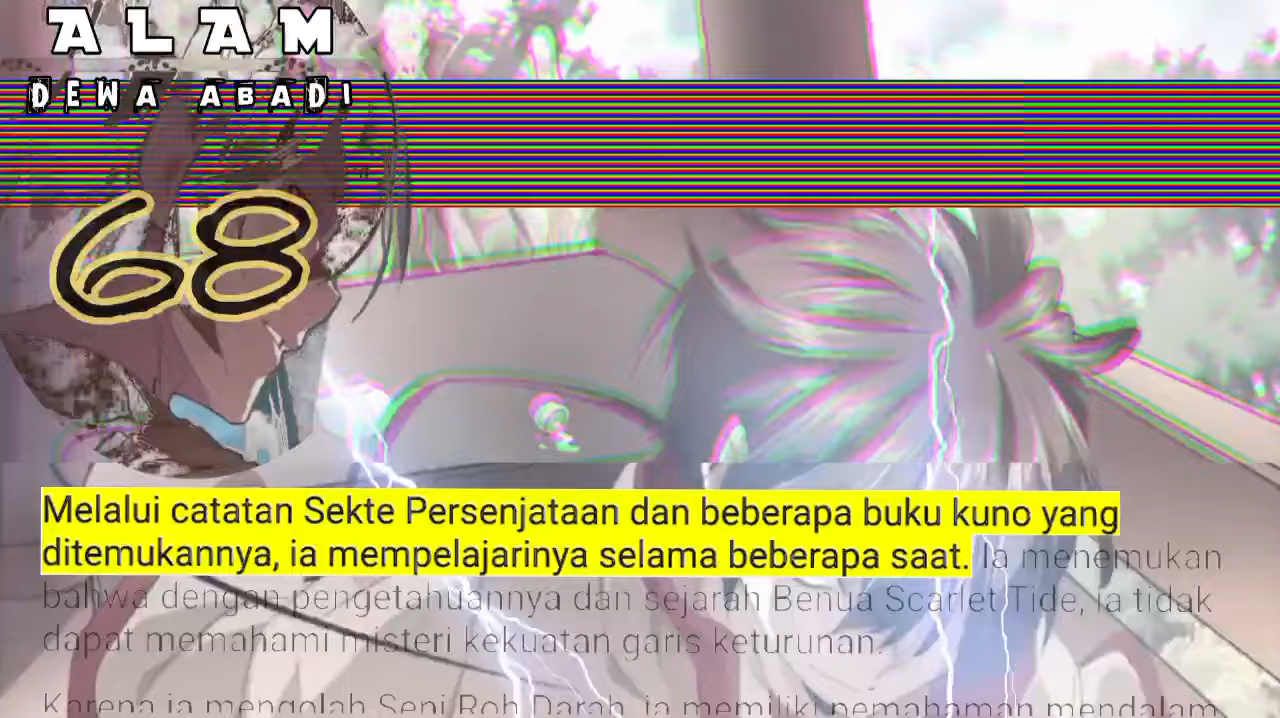 ALAM
DEWA ABADI
68
Melalui catatan Sekte Persenjataan dan beberapa buku kuno yang
ditemukannya, ia mempelajarinya selama beberapa saat. Ia menemukan
bahwa dengan pengetahuannya dan sejarah Benua Scarlet Tide, ia tidak
dapat memahami misteri kekuatan garis keturunan.
Karena ia mengolah Seni Roh Darah, ia memiliki pemahaman mendalam